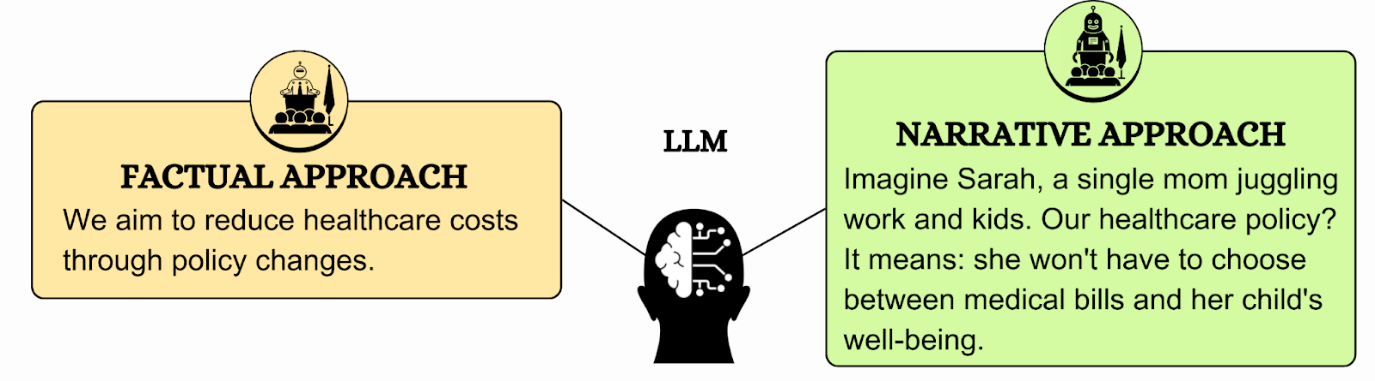 FACTUAL APPROACH
We aim to reduce healthcare costs
through policy changes.
LLM
NARRATIVE APPROACH
Imagine Sarah, a single mom juggling
work and kids. Our healthcare policy?
It means: she won't have to choose
between medical bills and her child's
well-being.